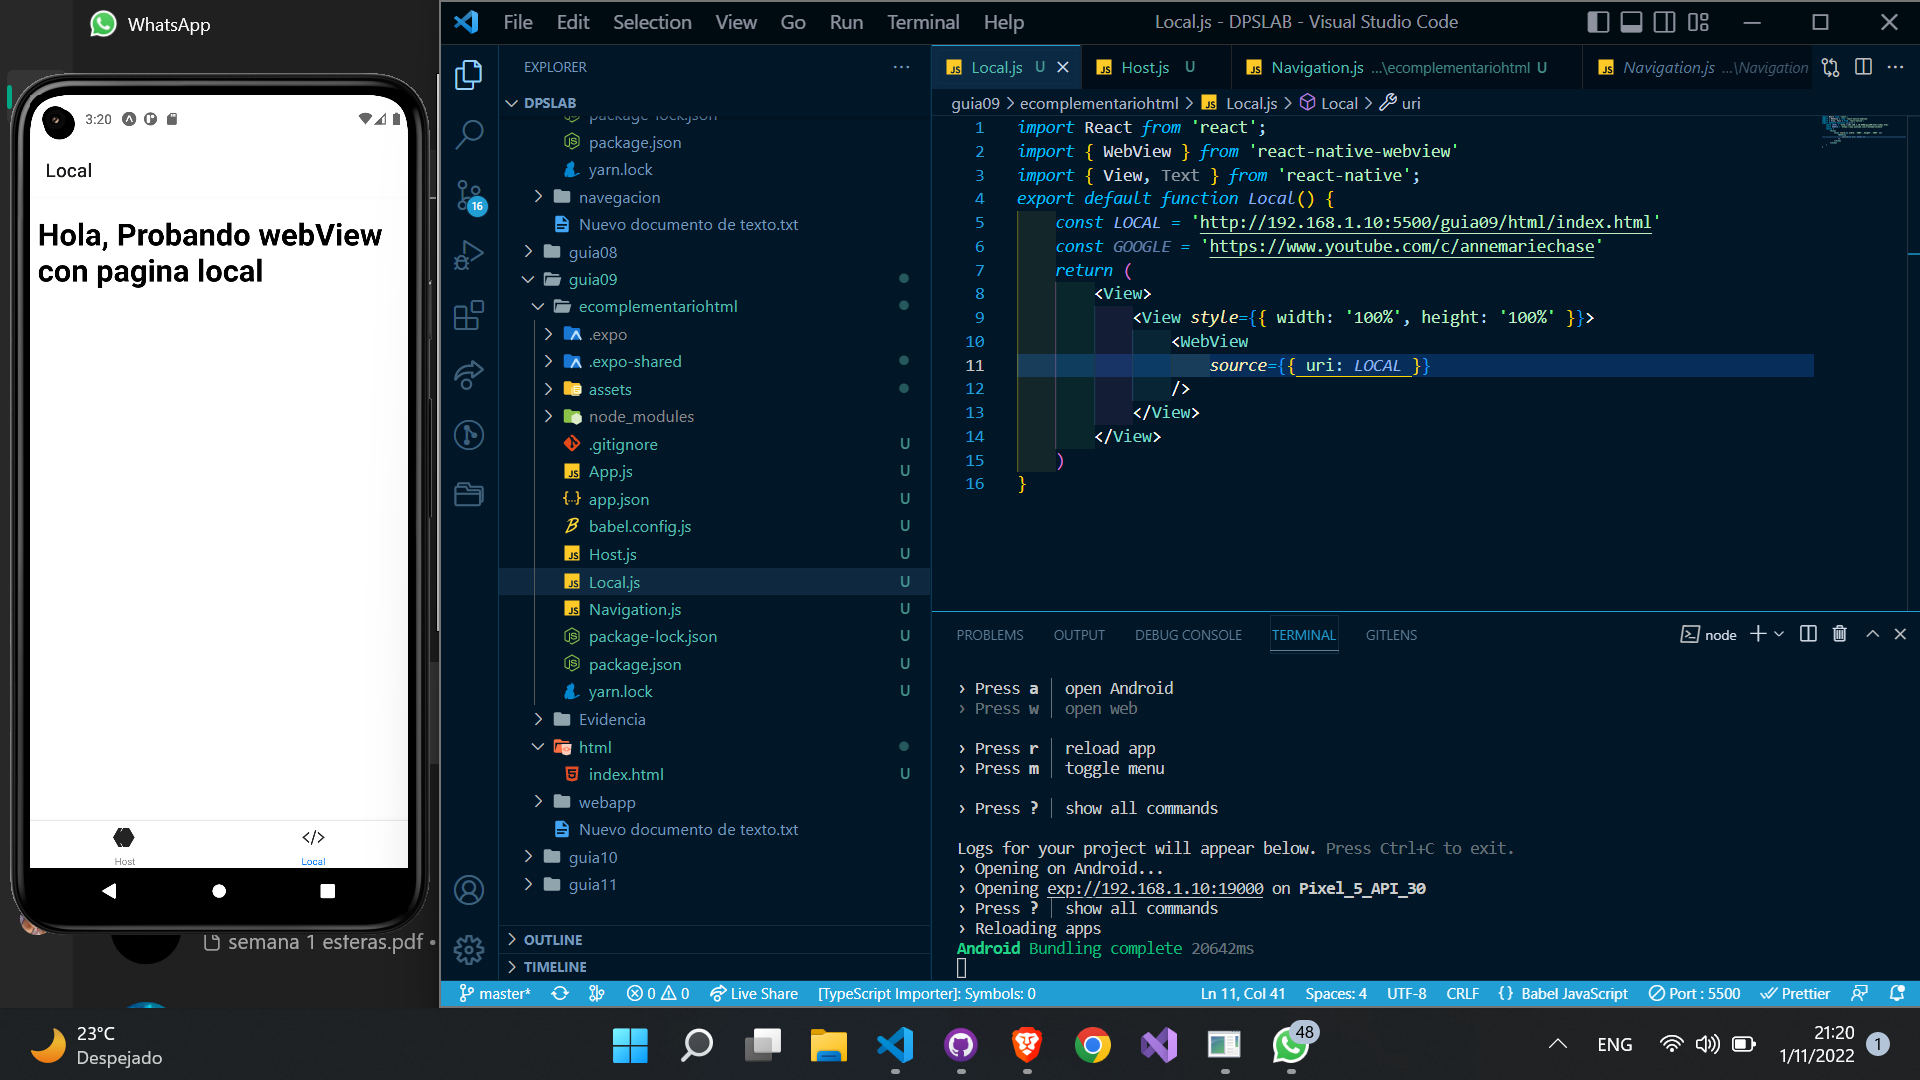 WhatsApp
3:20
Local
Hola, Probando webView
con pagina local
Host
Local
semana 1 esferas.pdf •
File Edit Selection View Go Run Terminal Help
Local.js - DPSLAB - Visual Studio Code
EXPLORER
DPSLAB
package-lock.json
package.json
yarn.lock
navegacion
Nuevo documento de texto.txt
guia08
guia09
ecomplementariohtml
.expo
.expo-shared
assets
node_modules
.gitignore U
App.js U
app.json U
babel.config.js U
Host.js U
Local.js U
Navigation.js U
package-lock.json U
package.json U
yarn.lock U
Evidencia
html
index.html U
webapp
Nuevo documento de texto.txt
guia10
guia11
OUTLINE
TIMELINE
16
Local.js U
Host.js U
Navigation.js ...\ecomplementariohtml U
Navigation.js ...\Navigation
guia09 > ecomplementariohtml > Local.js > Local > uri
1 import React from 'react';
2 import { WebView } from 'react-native-webview'
3 import { View, Text } from 'react-native';
4 export default function Local() {
5 const LOCAL = 'http://192.168.1.10:5500/guia09/html/index.html'
6 const GOOGLE = 'https://www.youtube.com/c/annemariechase'
7 return (
8 <View>
9 <View style={{ width: '100%', height: '100%' }}>
10 <WebView
11 source={{ uri: LOCAL }}
12 />
13 </View>
14 </View>
15 )
16 }
PROBLEMS OUTPUT DEBUG CONSOLE TERMINAL GITLENS
node
› Press a │ open Android
› Press w │ open web
› Press r │ reload app
› Press m │ toggle menu
› Press ? │ show all commands
Logs for your project will appear below. Press Ctrl+C to exit.
› Opening on Android...
› Opening exp://192.168.1.10:19000 on Pixel_5_API_30
› Press ? │ show all commands
› Reloading apps
Android Bundling complete 20642ms
master* 0 0 Live Share [TypeScript Importer]: Symbols: 0 Ln 11, Col 41 Spaces: 4 UTF-8 CRLF {} Babel JavaScript Port : 5500 Prettier
23°C
Despejado
48
ENG
21:20
1/11/2022
1